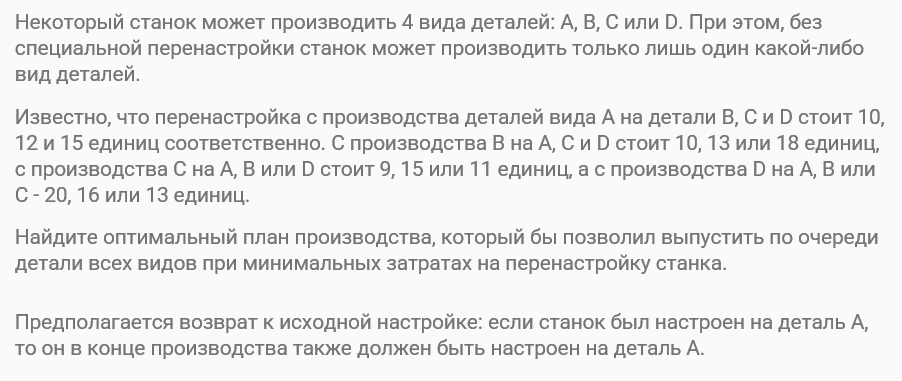 Некоторый станок может производить 4 вида деталей: A, B, C или D. При этом, без
специальной перенастройки станок может производить только лишь один какой-либо
вид деталей.
Известно, что перенастройка с производства деталей вида A на детали B, C и D стоит 10,
12 и 15 единиц соответственно. С производства B на A, C и D стоит 10, 13 или 18 единиц,
с производства C на A, B или D стоит 9, 15 или 11 единиц, а с производства D на A, B или
C - 20, 16 или 13 единиц.
Найдите оптимальный план производства, который бы позволил выпустить по очереди
детали всех видов при минимальных затратах на перенастройку станка.
Предполагается возврат к исходной настройке: если станок был настроен на деталь A,
то он в конце производства также должен быть настроен на деталь A.